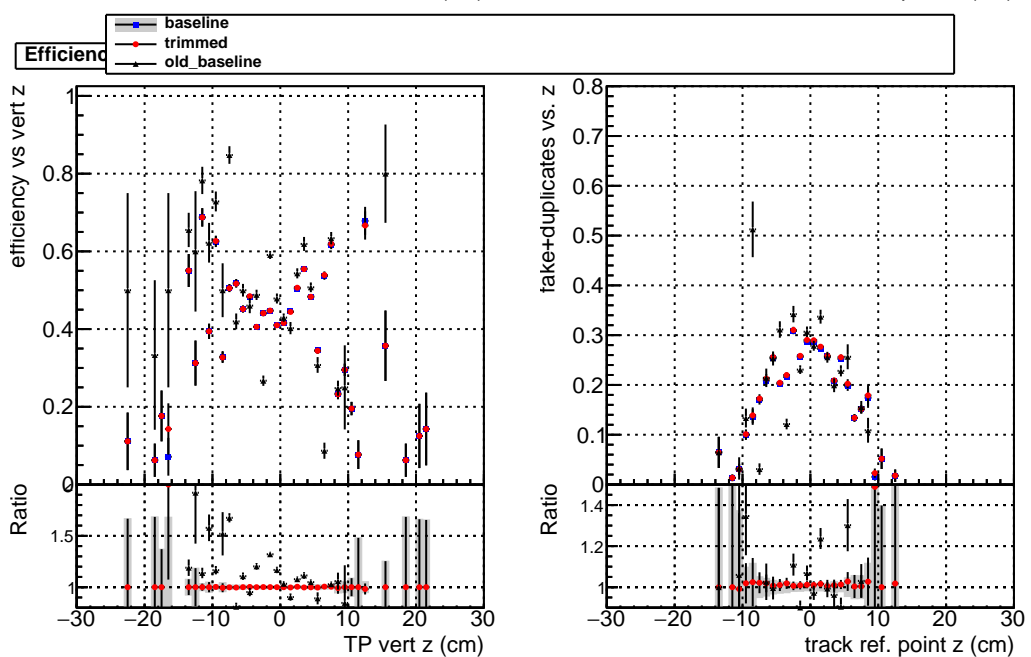 baseline
trimmed
old_baseline
Efficienc
efficiency vs vert z
1
0.8
0.6
0.4
0.2
0
Ratio
1.5
1
−30 −20 −10 0 10 20 30
TP vert z (cm)
fake+duplicates vs. z
0.8
0.7
0.6
0.5
0.4
0.3
0.2
0.1
0
Ratio
1.4
1.2
1
−30 −20 −10 0 10 20 30
track ref. point z (cm)